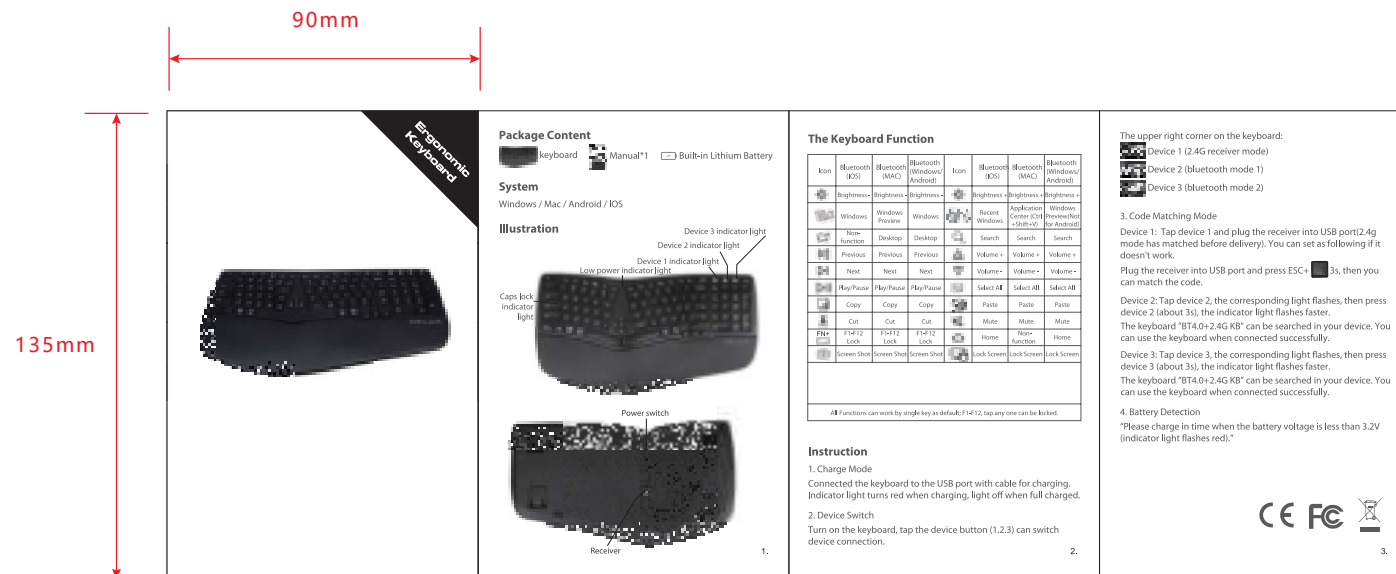 90mm
135mm
Ergonomic
Keyboard
Package Content
keyboard Manual*1 Built-in Lithium Battery
System
Windows / Mac / Android / IOS
Illustration
Device 3 indicator light
Device 2 indicator light
Device 1 indicator light
Low power indicator light
Caps lock
indicator
light
Power switch
Receiver
1.
The Keyboard Function
Icon Bluetooth (IOS) Bluetooth (MAC) Bluetooth (Windows/ Android) Icon Bluetooth (IOS) Bluetooth (MAC) Bluetooth (Windows/ Android)
Brightness - Brightness - Brightness - Brightness + Brightness + Brightness +
Windows Windows Preview Windows Recent Windows Application Center (Ctrl +Shift+V) Windows Preview(Not for Android)
Non- function Desktop Desktop Search Search Search
Previous Previous Previous Volume + Volume + Volume +
Next Next Next Volume - Volume - Volume -
Play/Pause Play/Pause Play/Pause Select All Select All Select All
Copy Copy Copy Paste Paste Paste
Cut Cut Cut Mute Mute Mute
FN+ F1-F12 Lock F1-F12 Lock F1-F12 Lock Home Non- function Home
Screen Shot Screen Shot Screen Shot Lock Screen Lock Screen Lock Screen
All Functions can work by single key as default; F1-F12, tap any one can be locked.
Instruction
1. Charge Mode
Connected the keyboard to the USB port with cable for charging.
Indicator light turns red when charging, light off when full charged.
2. Device Switch
Turn on the keyboard, tap the device button (1.2.3) can switch
device connection.
2.
The upper right corner on the keyboard:
Device 1 (2.4G receiver mode)
Device 2 (bluetooth mode 1)
Device 3 (bluetooth mode 2)
3. Code Matching Mode
Device 1: Tap device 1 and plug the receiver into USB port(2.4g
mode has matched before delivery). You can set as following if it
doesn't work.
Plug the receiver into USB port and press ESC+ 3s, then you
can match the code.
Device 2: Tap device 2, the corresponding light flashes, then press
device 2 (about 3s), the indicator light flashes faster.
The keyboard "BT4.0+2.4G KB" can be searched in your device. You
can use the keyboard when connected successfully.
Device 3: Tap device 3, the corresponding light flashes, then press
device 3 (about 3s), the indicator light flashes faster.
The keyboard "BT4.0+2.4G KB" can be searched in your device. You
can use the keyboard when connected successfully.
4. Battery Detection
"Please charge in time when the battery voltage is less than 3.2V
(indicator light flashes red)."
CE FC
3.